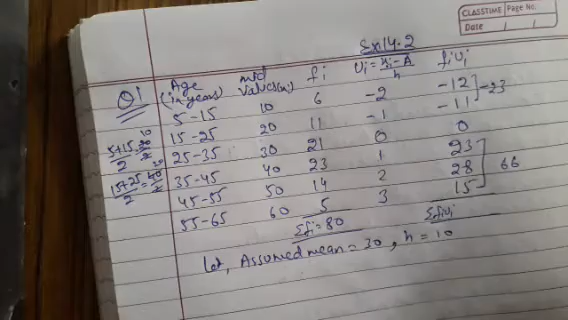 CLASSTIME Page No.
Date / /
Ex 14.2
Q1 Age (in years) mid values(xi) fi Ui = xi-A / h fiUi
5-15 10 6 -2 -12
15-25 20 11 -1 -11
-23
25-35 30 21 0 0
35-45 40 23 1 23
45-55 50 14 2 28
55-65 60 5 3 15
66
5+15 / 2 = 20 / 2 10
15+25 / 2 = 40 / 2 20
Σfi = 80 ΣfiUi
Let, Assumed mean = 30, h = 10